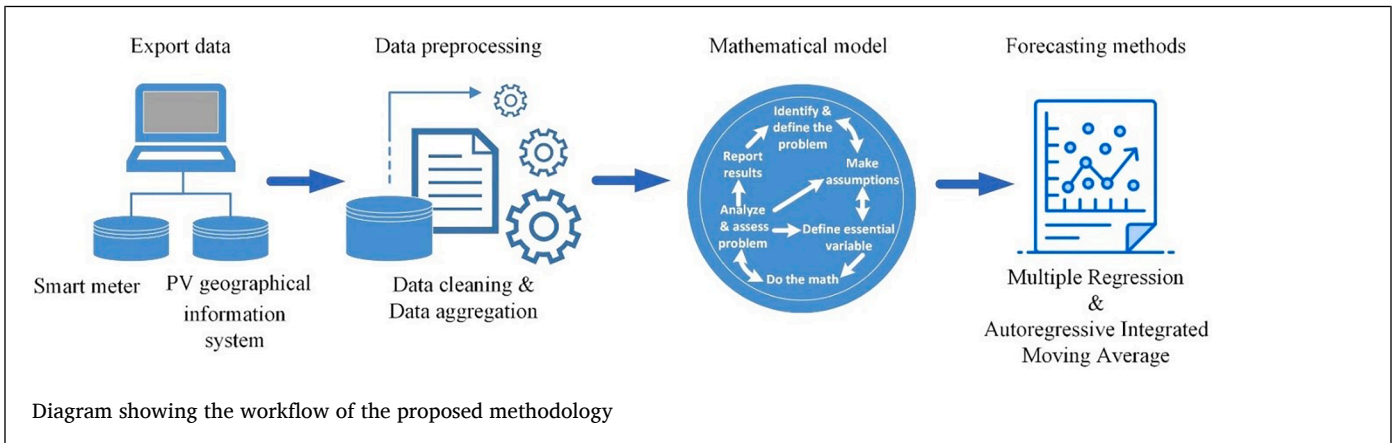 Export data
Data preprocessing
Mathematical model
Forecasting methods
Smart meter
PV geographical
information
system
Data cleaning &
Data aggregation
Identify &
define the
problem
Make
assumptions
Define essential
variable
Do the math
Analyze
& assess
problem
Report
results
Multiple Regression
&
Autoregressive Integrated
Moving Average
Diagram showing the workflow of the proposed methodology